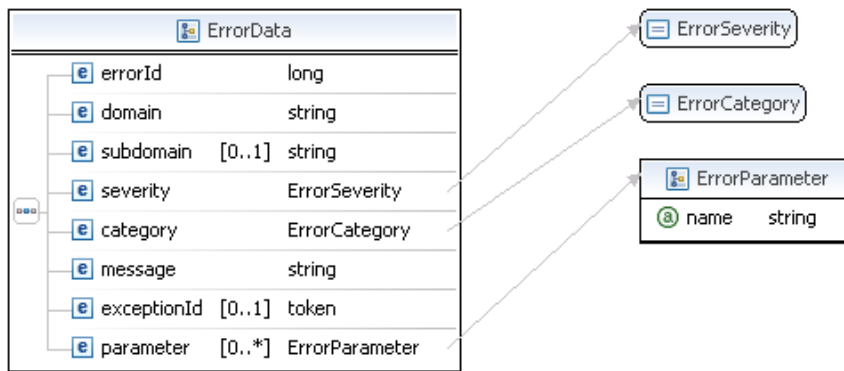 ErrorData
e errorId long
e domain string
e subdomain [0..1] string
e severity ErrorSeverity
e category ErrorCategory
e message string
e exceptionId [0..1] token
e parameter [0..*] ErrorParameter
ErrorSeverity
ErrorCategory
ErrorParameter
a name string